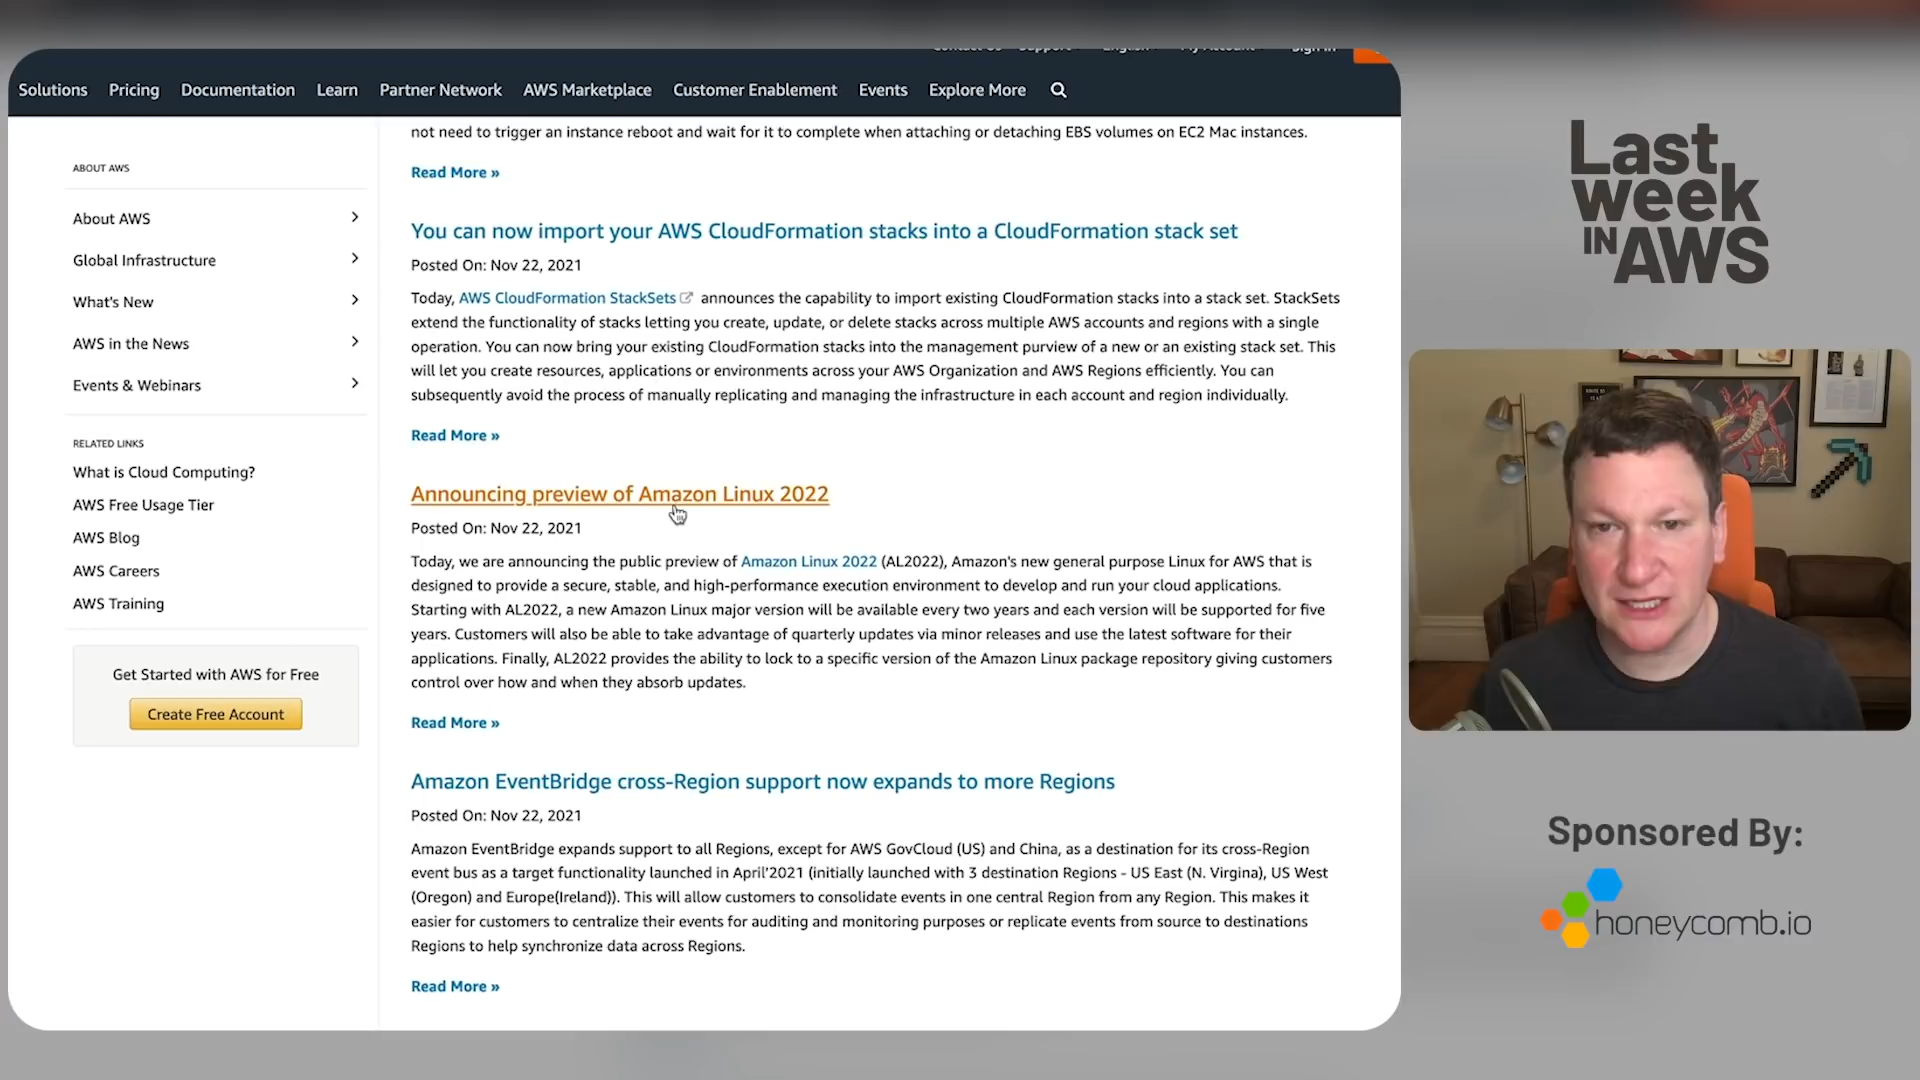 Contact Us Support English My Account Sign In
Solutions Pricing Documentation Learn Partner Network AWS Marketplace Customer Enablement Events Explore More
ABOUT AWS
About AWS
Global Infrastructure
What's New
AWS in the News
Events & Webinars
RELATED LINKS
What is Cloud Computing?
AWS Free Usage Tier
AWS Blog
AWS Careers
AWS Training
Get Started with AWS for Free
Create Free Account
not need to trigger an instance reboot and wait for it to complete when attaching or detaching EBS volumes on EC2 Mac instances.
Read More »
You can now import your AWS CloudFormation stacks into a CloudFormation stack set
Posted On: Nov 22, 2021
Today, AWS CloudFormation StackSets announces the capability to import existing CloudFormation stacks into a stack set. StackSets
extend the functionality of stacks letting you create, update, or delete stacks across multiple AWS accounts and regions with a single
operation. You can now bring your existing CloudFormation stacks into the management purview of a new or an existing stack set. This
will let you create resources, applications or environments across your AWS Organization and AWS Regions efficiently. You can
subsequently avoid the process of manually replicating and managing the infrastructure in each account and region individually.
Read More »
Announcing preview of Amazon Linux 2022
Posted On: Nov 22, 2021
Today, we are announcing the public preview of Amazon Linux 2022 (AL2022), Amazon's new general purpose Linux for AWS that is
designed to provide a secure, stable, and high-performance execution environment to develop and run your cloud applications.
Starting with AL2022, a new Amazon Linux major version will be available every two years and each version will be supported for five
years. Customers will also be able to take advantage of quarterly updates via minor releases and use the latest software for their
applications. Finally, AL2022 provides the ability to lock to a specific version of the Amazon Linux package repository giving customers
control over how and when they absorb updates.
Read More »
Amazon EventBridge cross-Region support now expands to more Regions
Posted On: Nov 22, 2021
Amazon EventBridge expands support to all Regions, except for AWS GovCloud (US) and China, as a destination for its cross-Region
event bus as a target functionality launched in April'2021 (initially launched with 3 destination Regions - US East (N. Virgina), US West
(Oregon) and Europe(Ireland)). This will allow customers to consolidate events in one central Region from any Region. This makes it
easier for customers to centralize their events for auditing and monitoring purposes or replicate events from source to destinations
Regions to help synchronize data across Regions.
Read More »
Last
week
IN AWS
Sponsored By:
honeycomb.io